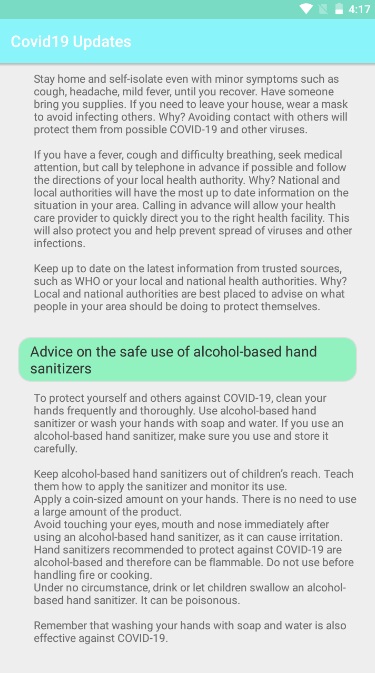 4:17
Covid19 Updates
Stay home and self-isolate even with minor symptoms such as
cough, headache, mild fever, until you recover. Have someone
bring you supplies. If you need to leave your house, wear a mask
to avoid infecting others. Why? Avoiding contact with others will
protect them from possible COVID-19 and other viruses.
If you have a fever, cough and difficulty breathing, seek medical
attention, but call by telephone in advance if possible and follow
the directions of your local health authority. Why? National and
local authorities will have the most up to date information on the
situation in your area. Calling in advance will allow your health
care provider to quickly direct you to the right health facility. This
will also protect you and help prevent spread of viruses and other
infections.
Keep up to date on the latest information from trusted sources,
such as WHO or your local and national health authorities. Why?
Local and national authorities are best placed to advise on what
people in your area should be doing to protect themselves.
Advice on the safe use of alcohol-based hand
sanitizers
To protect yourself and others against COVID-19, clean your
hands frequently and thoroughly. Use alcohol-based hand
sanitizer or wash your hands with soap and water. If you use an
alcohol-based hand sanitizer, make sure you use and store it
carefully.
Keep alcohol-based hand sanitizers out of children's reach. Teach
them how to apply the sanitizer and monitor its use.
Apply a coin-sized amount on your hands. There is no need to use
a large amount of the product.
Avoid touching your eyes, mouth and nose immediately after
using an alcohol-based hand sanitizer, as it can cause irritation.
Hand sanitizers recommended to protect against COVID-19 are
alcohol-based and therefore can be flammable. Do not use before
handling fire or cooking.
Under no circumstance, drink or let children swallow an alcohol-
based hand sanitizer. It can be poisonous.
Remember that washing your hands with soap and water is also
effective against COVID-19.